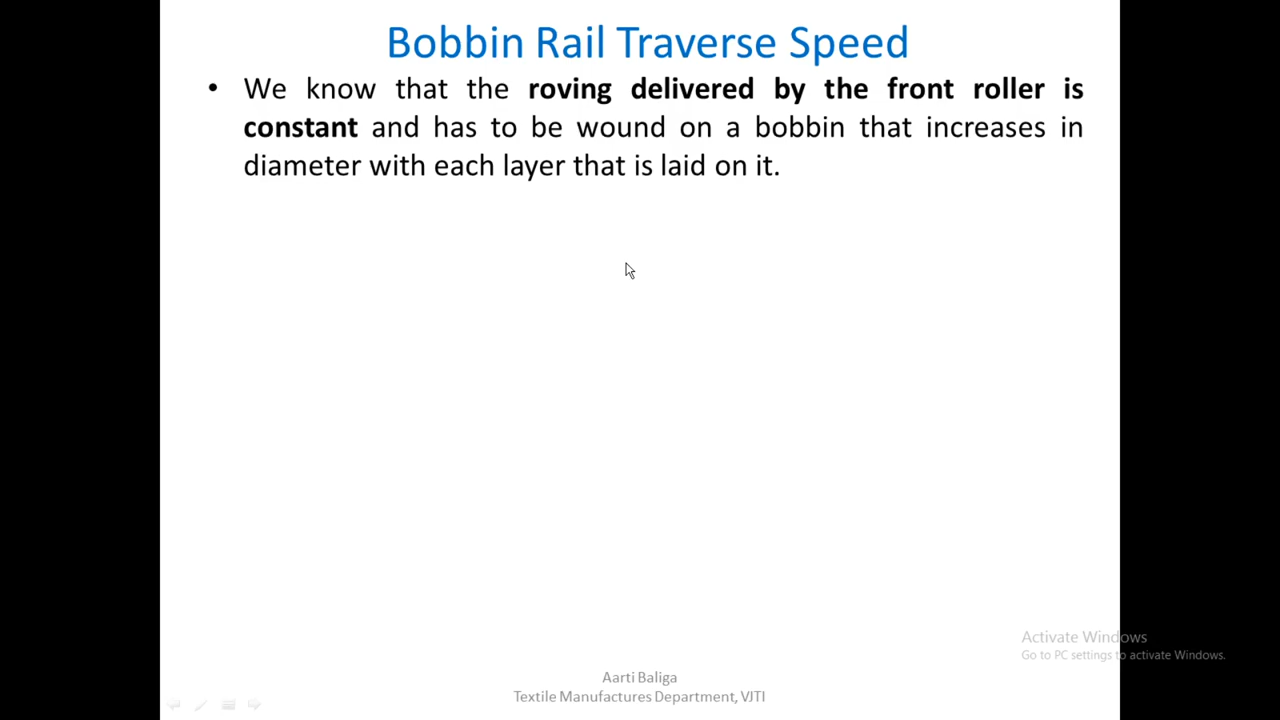 Bobbin Rail Traverse Speed
• We know that the roving delivered by the front roller is
constant and has to be wound on a bobbin that increases in
diameter with each layer that is laid on it.
Activate Windows
Go to PC settings to activate Windows.
Aarti Baliga
Textile Manufactures Department, VJTI